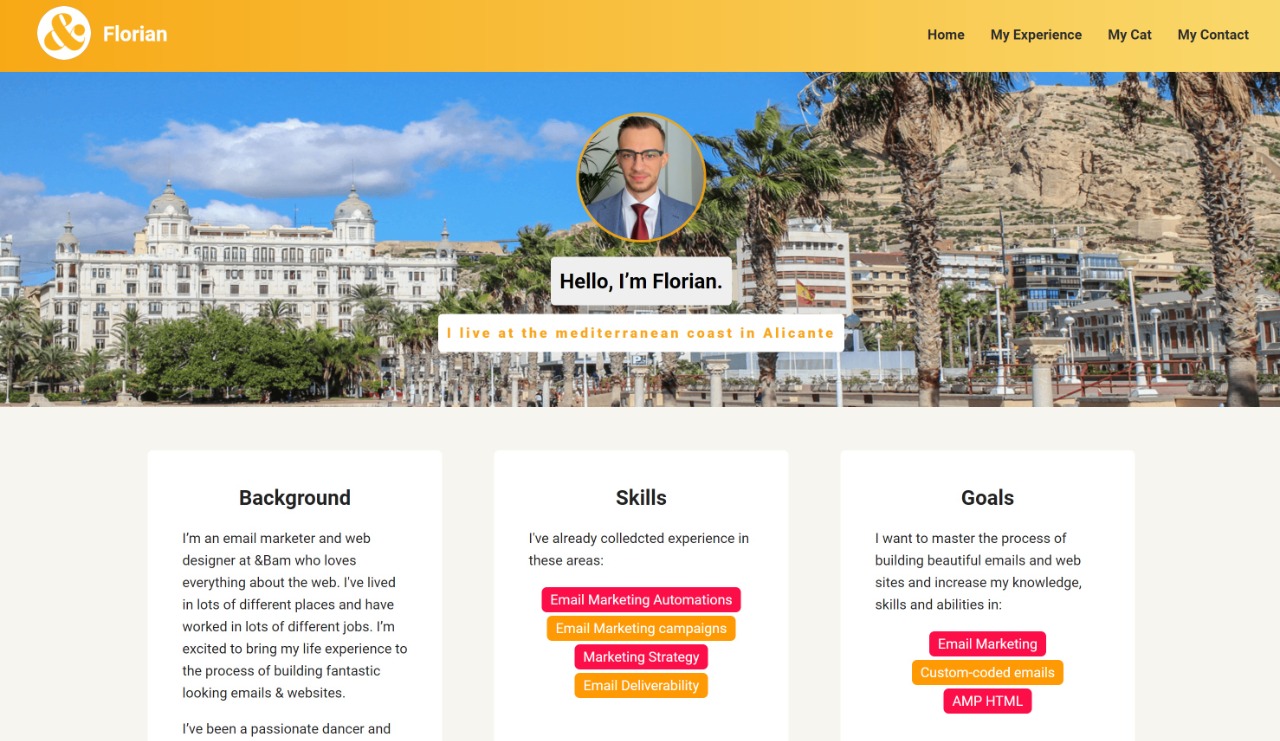 & Florian
Home My Experience My Cat My Contact
Hello, I’m Florian.
I live at the mediterranean coast in Alicante
Background
I’m an email marketer and web
designer at &Bam who loves
everything about the web. I've lived
in lots of different places and have
worked in lots of different jobs. I’m
excited to bring my life experience to
the process of building fantastic
looking emails & websites.
I’ve been a passionate dancer and
Skills
I've already colledcted experience in
these areas:
Email Marketing Automations
Email Marketing campaigns
Marketing Strategy
Email Deliverability
Goals
I want to master the process of
building beautiful emails and web
sites and increase my knowledge,
skills and abilities in:
Email Marketing
Custom-coded emails
AMP HTML